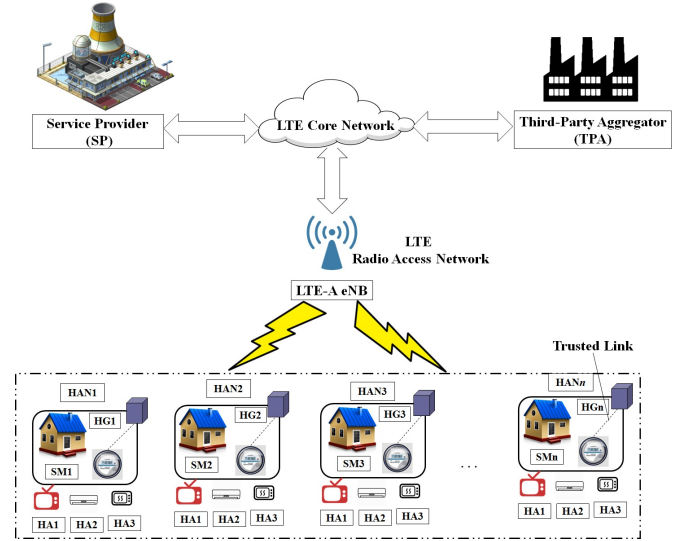 Service Provider
(SP)
LTE Core Network
Third-Party Aggregator
(TPA)
LTE
Radio Access Network
LTE-A eNB
Trusted Link
HAN1
HG1
SM1
HA1
HA2
HA3
HAN2
HG2
SM2
HA1
HA2
HA3
HAN3
HG3
SM3
HA1
HA2
HA3
. . .
HANn
HGn
SMn
HA1
HA2
HA3